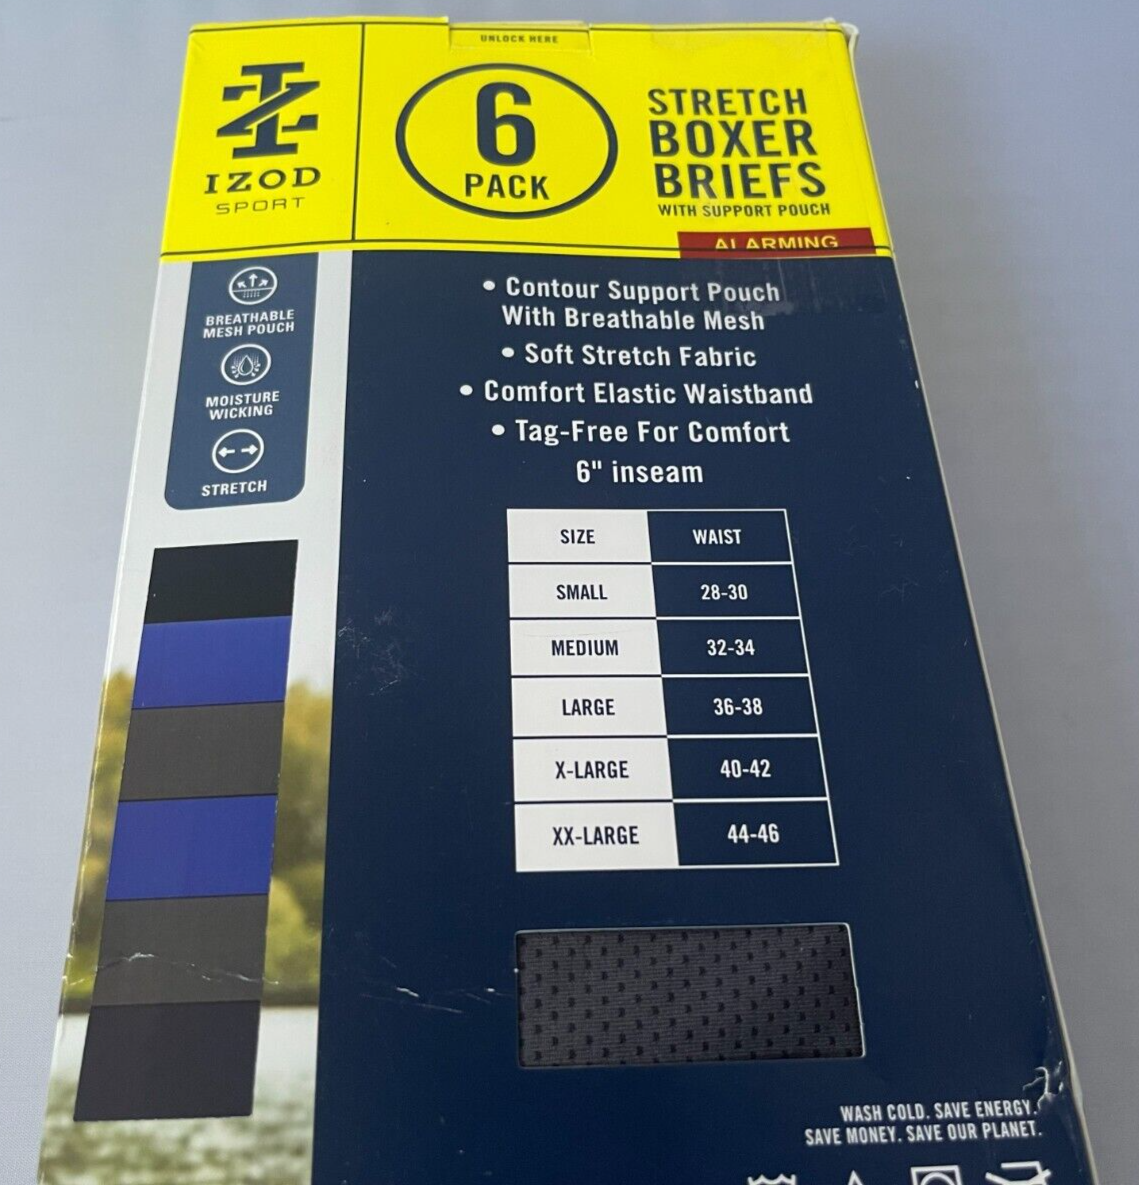 UNLOCK HERE
IZOD
SPORT
6
PACK
STRETCH
BOXER
BRIEFS
WITH SUPPORT POUCH
ALARMING
BREATHABLE
MESH POUCH
MOISTURE
WICKING
STRETCH
• Contour Support Pouch
With Breathable Mesh
• Soft Stretch Fabric
• Comfort Elastic Waistband
• Tag-Free For Comfort
6" inseam
SIZE WAIST
SMALL 28-30
MEDIUM 32-34
LARGE 36-38
X-LARGE 40-42
XX-LARGE 44-46
WASH COLD. SAVE ENERGY.
SAVE MONEY. SAVE OUR PLANET.